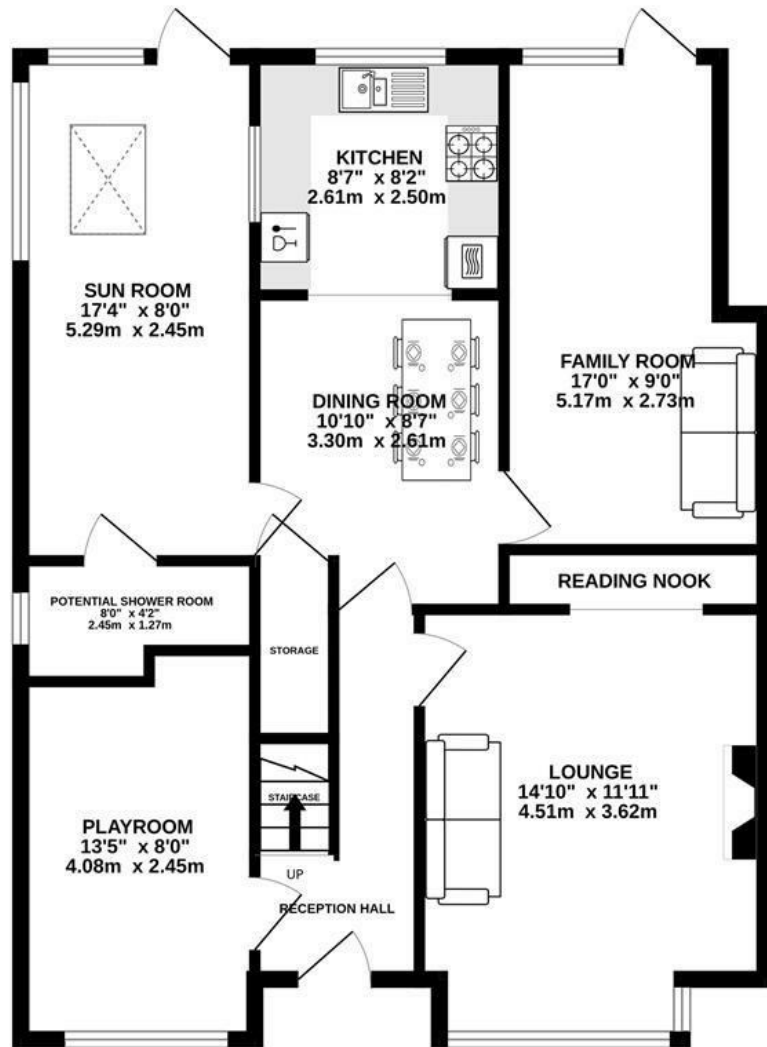 KITCHEN
8'7" x 8'2"
2.61m x 2.50m
SUN ROOM
17'4" x 8'0"
5.29m x 2.45m
FAMILY ROOM
17'0" x 9'0"
5.17m x 2.73m
DINING ROOM
10'10" x 8'7"
3.30m x 2.61m
POTENTIAL SHOWER ROOM
8'0" x 4'2"
2.45m x 1.27m
READING NOOK
STORAGE
LOUNGE
14'10" x 11'11"
4.51m x 3.62m
STAIRCASE
PLAYROOM
13'5" x 8'0"
4.08m x 2.45m
UP
RECEPTION HALL